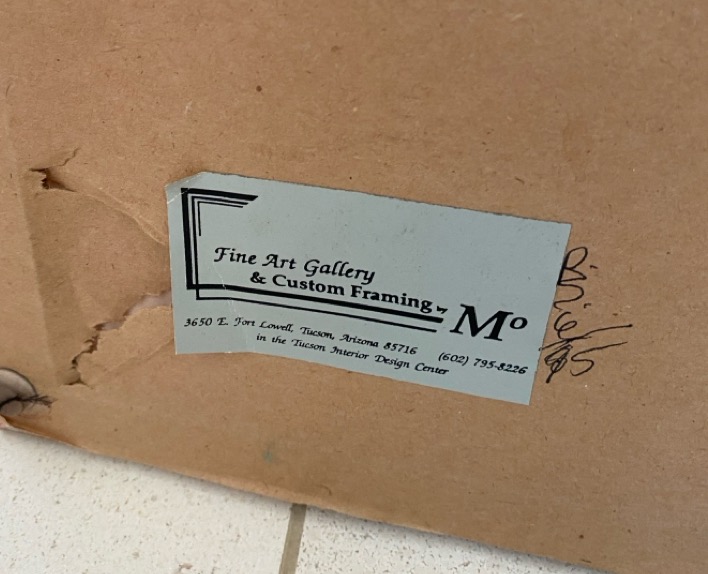 Fine Art Gallery
& Custom Framing by Mo
3650 E. Fort Lowell, Tucson, Arizona 85716 (602) 795-8226
in the Tucson Interior Design Center